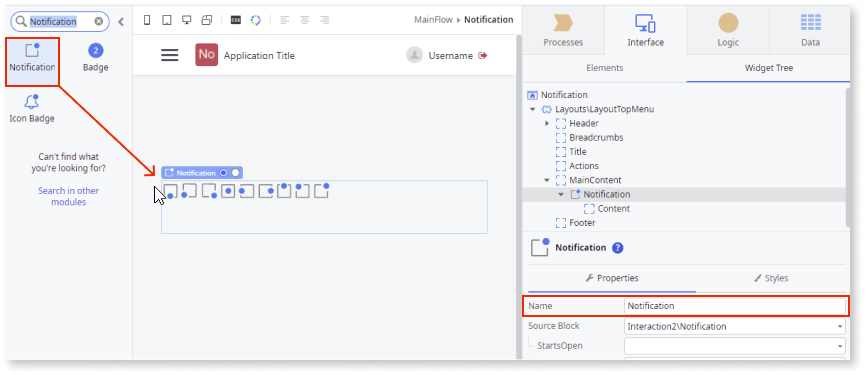 Notification
Notification
2
Badge
Icon Badge
Can't find what
you're looking for?
Search in other
modules
CSS
MainFlow
Notification
No
Application Title
Username
Notification
Processes
Interface
Logic
Data
Elements
Widget Tree
Notification
Layouts\LayoutTopMenu
Header
Breadcrumbs
Title
Actions
MainContent
Notification
Content
Footer
Notification ?
Properties
Styles
Name
Notification
Source Block
Interaction2\Notification
StartsOpen